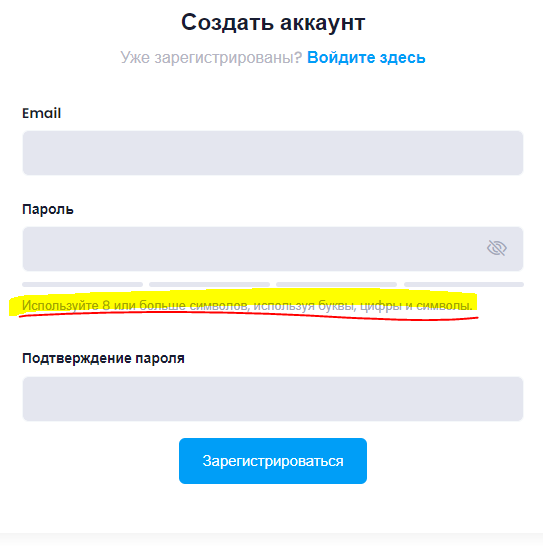 Создать аккаунт
Уже зарегистрированы? Войдите здесь
Email
Пароль
Используйте 8 или больше символов, используя буквы, цифры и символы.
Подтверждение пароля
Зарегистрироваться